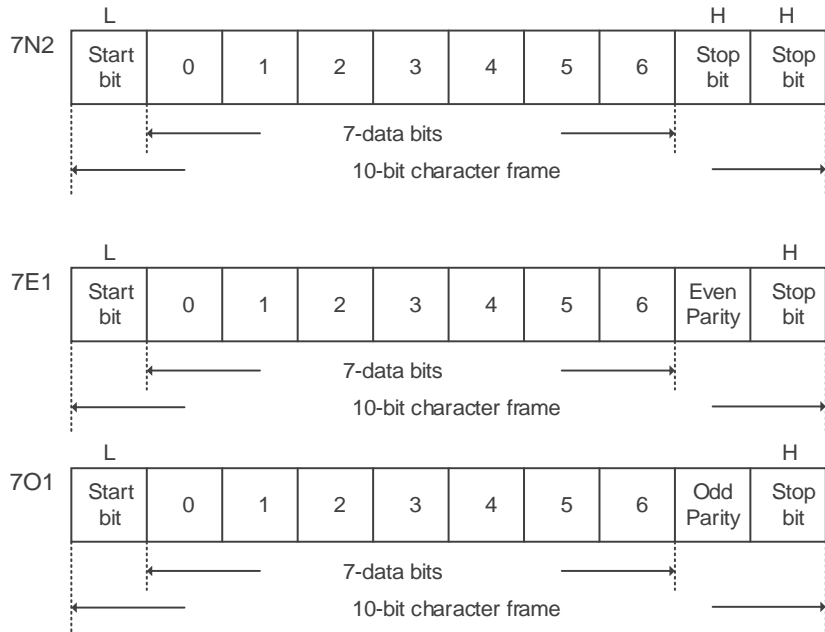 L H H
7N2 Start bit 0 1 2 3 4 5 6 Stop bit Stop bit
7-data bits
10-bit character frame
L H
7E1 Start bit 0 1 2 3 4 5 6 Even Parity Stop bit
7-data bits
10-bit character frame
L H
7O1 Start bit 0 1 2 3 4 5 6 Odd Parity Stop bit
7-data bits
10-bit character frame